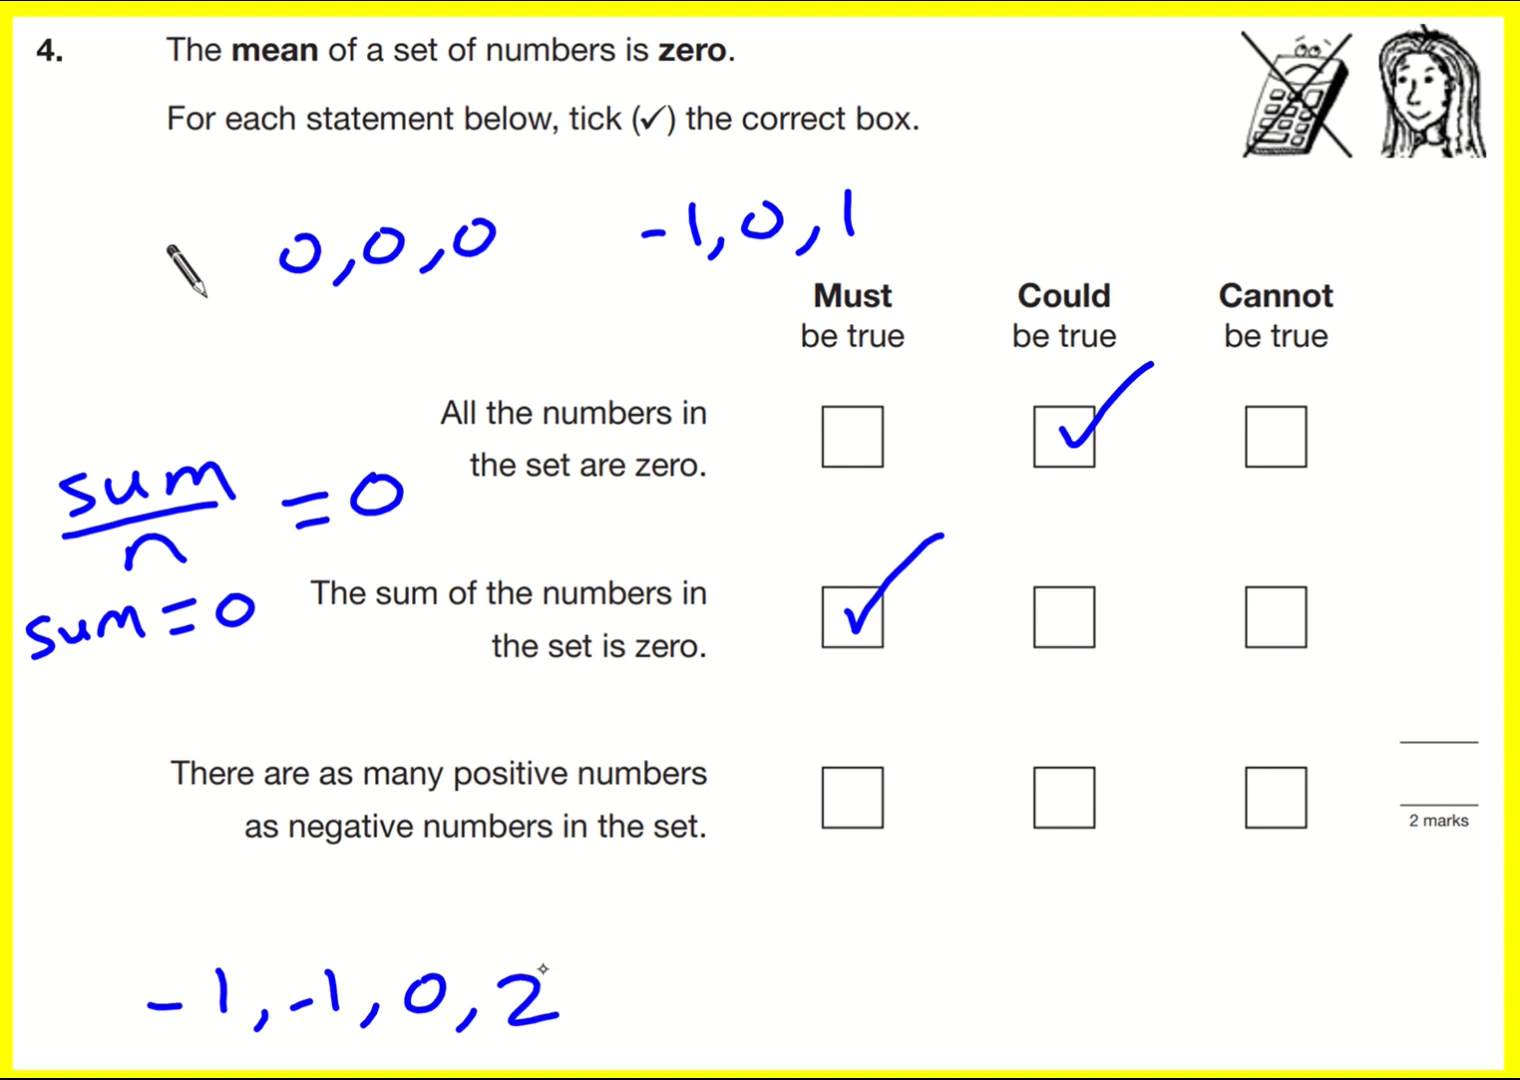 4. The mean of a set of numbers is zero.
For each statement below, tick (✓) the correct box.
0,0,0 -1,0,1
Must Could Cannot
be true be true be true
All the numbers in
the set are zero.
sum/n = 0
The sum of the numbers in
the set is zero.
sum = 0
There are as many positive numbers
as negative numbers in the set.
2 marks
-1,-1,0,2